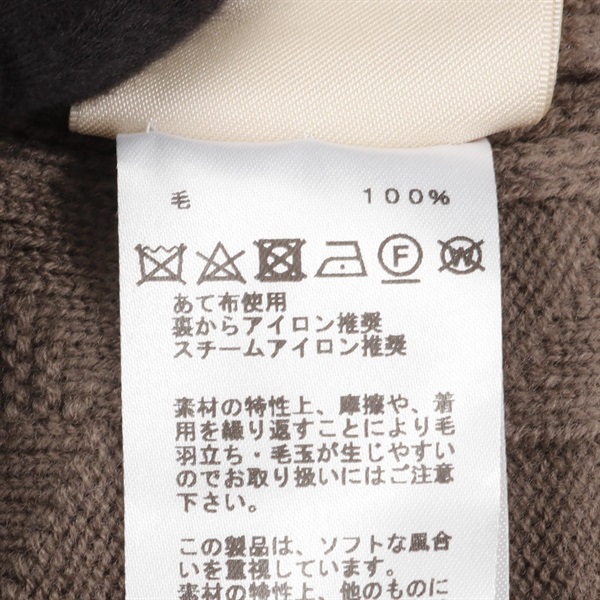 毛 100%
F W
あて布使用
裏からアイロン推奨
スチームアイロン推奨
素材の特性上、摩擦や、着
用を繰り返すことにより毛
羽立ち・毛玉が生じやすい
のでお取り扱いにはご注意
下さい。
この製品は、ソフトな風合
いを重視しています。
素材の特性上、他のものに